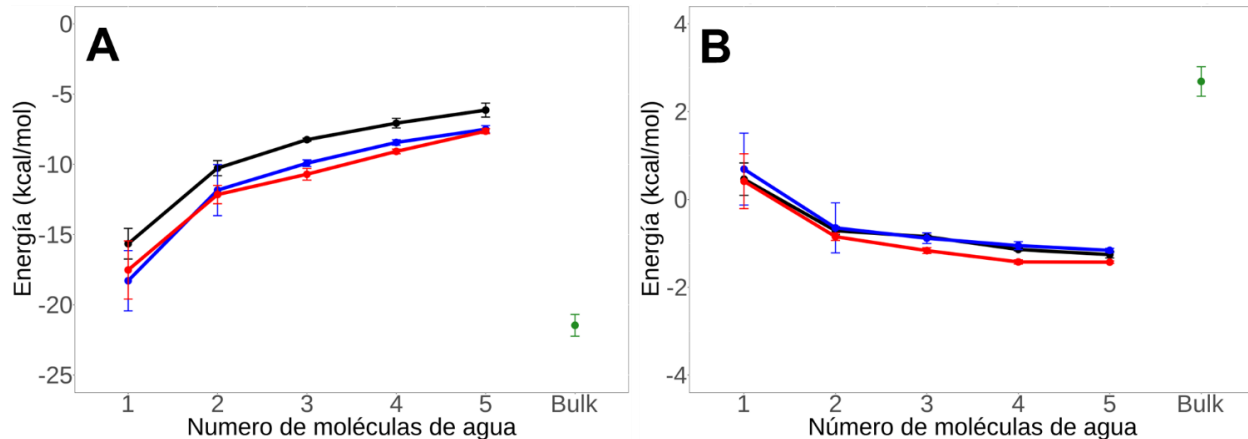 A
Energía (kcal/mol)
0
-5
-10
-15
-20
-25
1 2 3 4 5 Bulk
Numero de moléculas de agua
B
Energía (kcal/mol)
4
2
0
-2
-4
1 2 3 4 5 Bulk
Número de moléculas de agua